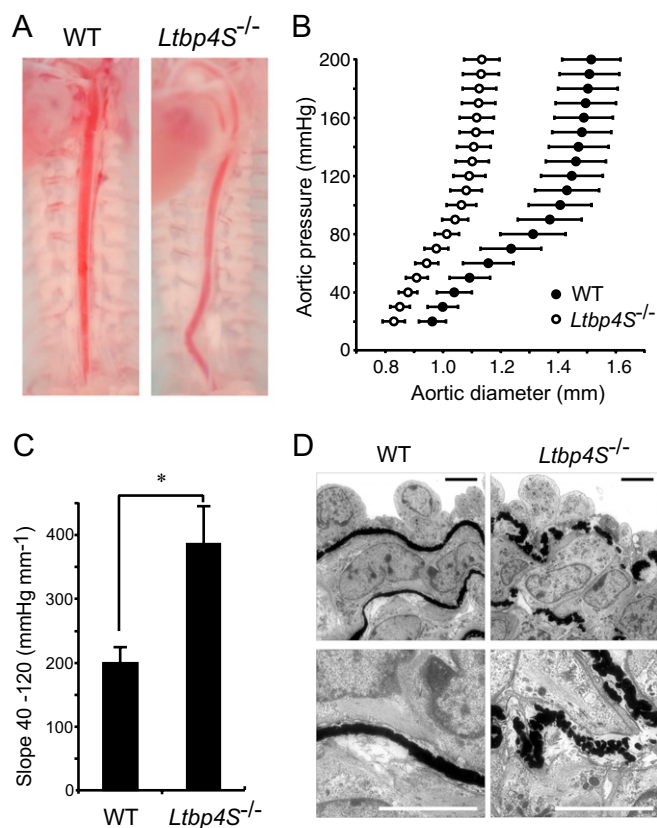 A
WT Ltbp4S-/-
B
Aortic pressure (mmHg)
200
160
120
80
40
0
WT
Ltbp4S-/-
0.8 1.0 1.2 1.4 1.6
Aortic diameter (mm)
C
Slope 40 -120 (mmHg mm-1)
400
300
200
100
0
*
WT Ltbp4S-/-
D
WT Ltbp4S-/-